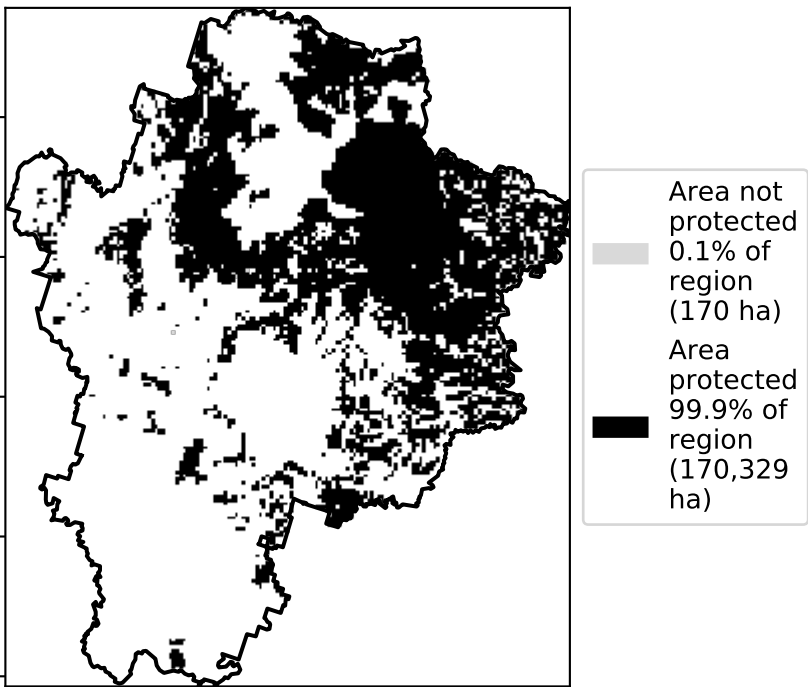 Area not
protected
0.1% of
region
(170 ha)
Area
protected
99.9% of
region
(170,329
ha)